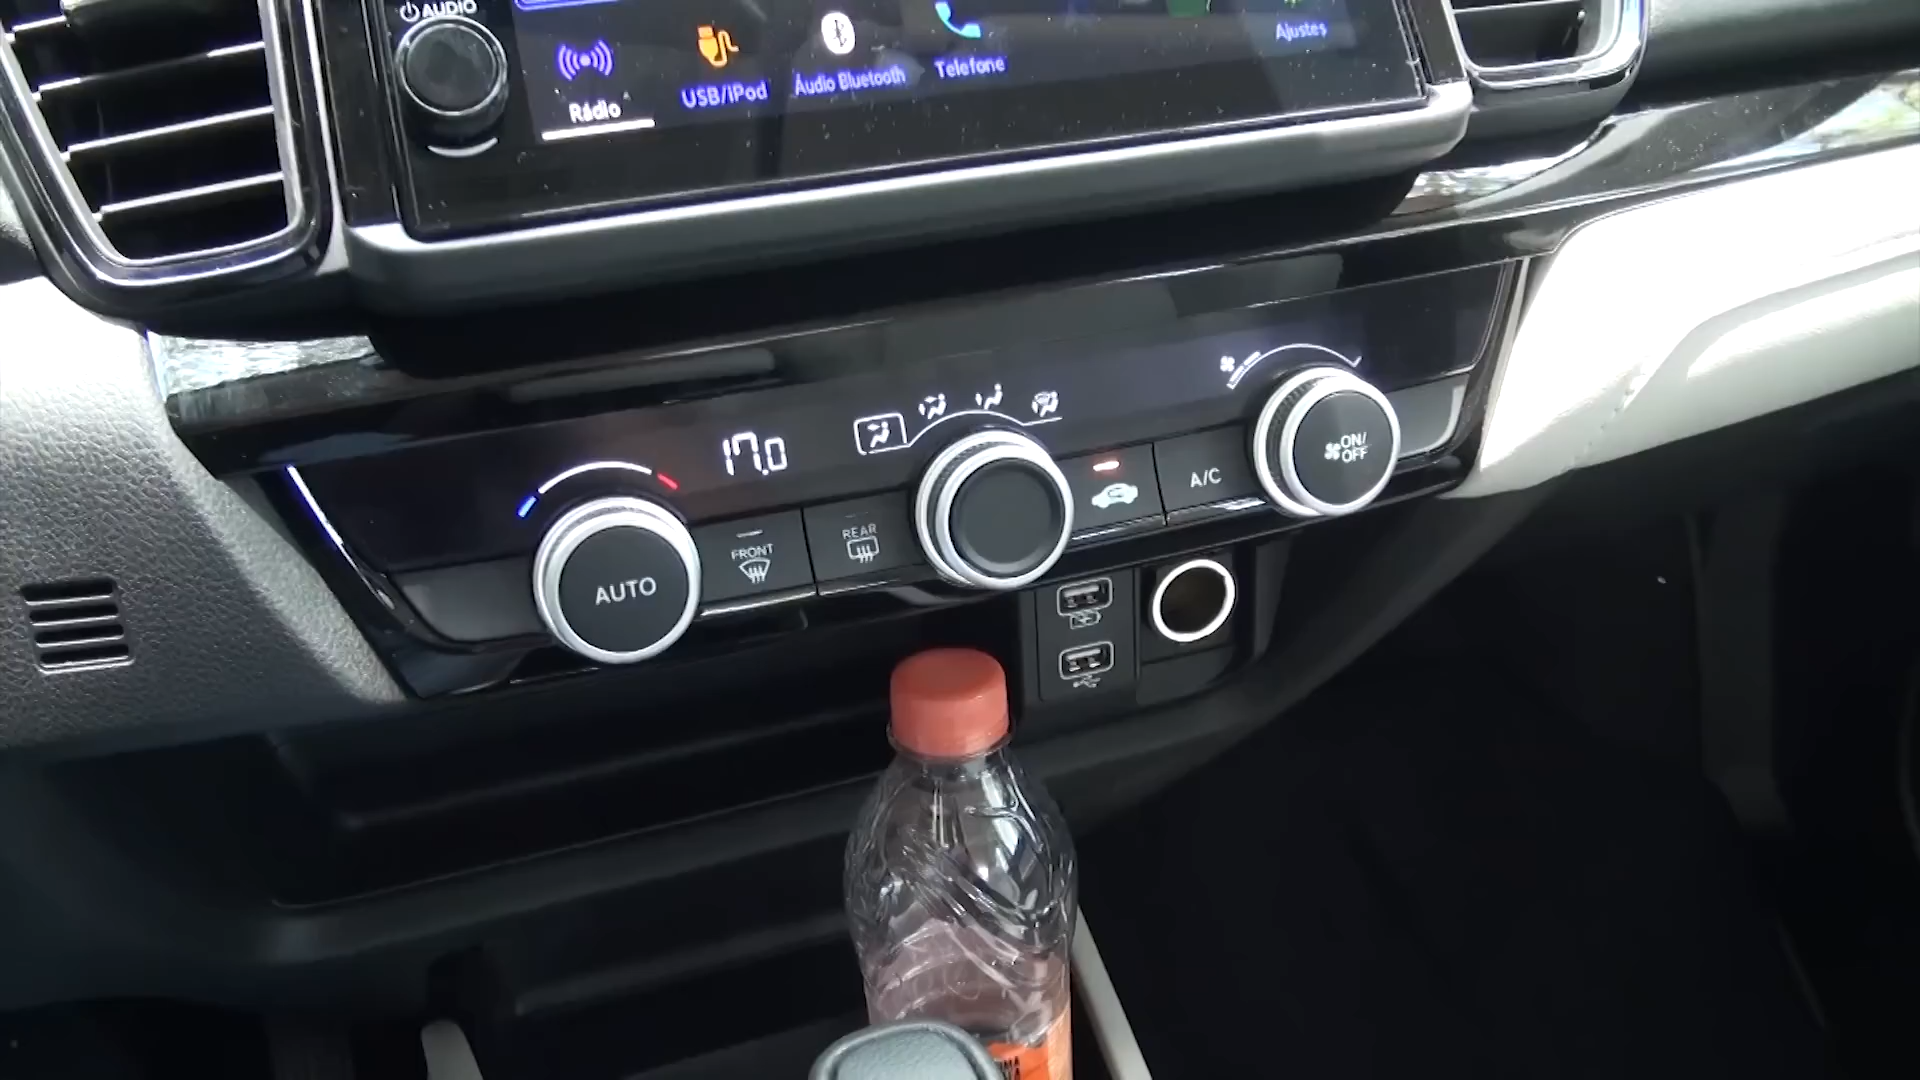 AUDIO
Rádio
USB/iPod
Áudio Bluetooth
Telefone
Ajustes
17.0
AUTO
FRONT
REAR
A/C
ON/
OFF